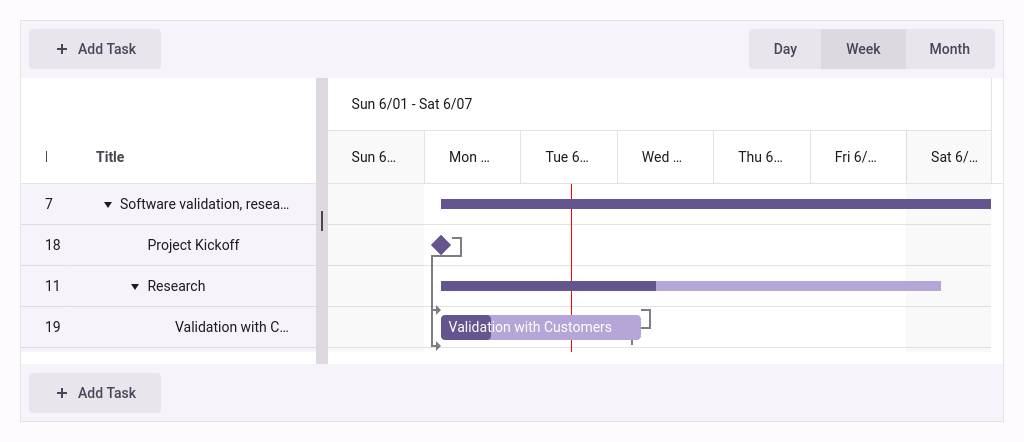 Add Task
Day Week Month
Sun 6/01 - Sat 6/07
I Title
Sun 6… Mon … Tue 6… Wed … Thu 6… Fri 6/… Sat 6/…
7 Software validation, resea…
18 Project Kickoff
11 Research
19 Validation with C… Validation with Customers
Add Task